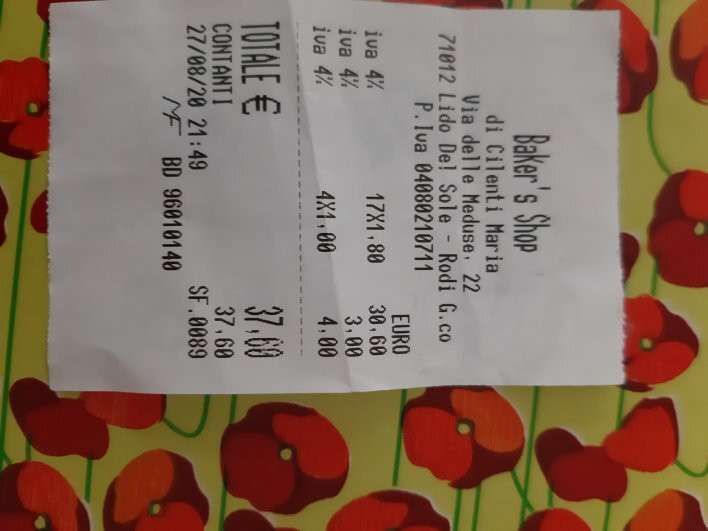 Baker's Shop
di Cilenti Maria
Via delle Meduse, 22
71012 Lido Del Sole - Rodi G.co
P.Iva 04080210711
EURO
17X1,80
iva 4% 30,60
iva 4% 3,00
4X1,00
iva 4% 4,00
TOTALE € 37,60
CONTANTI 37,60
27/08/20 21:49 SF.0089
MF BD 96010140